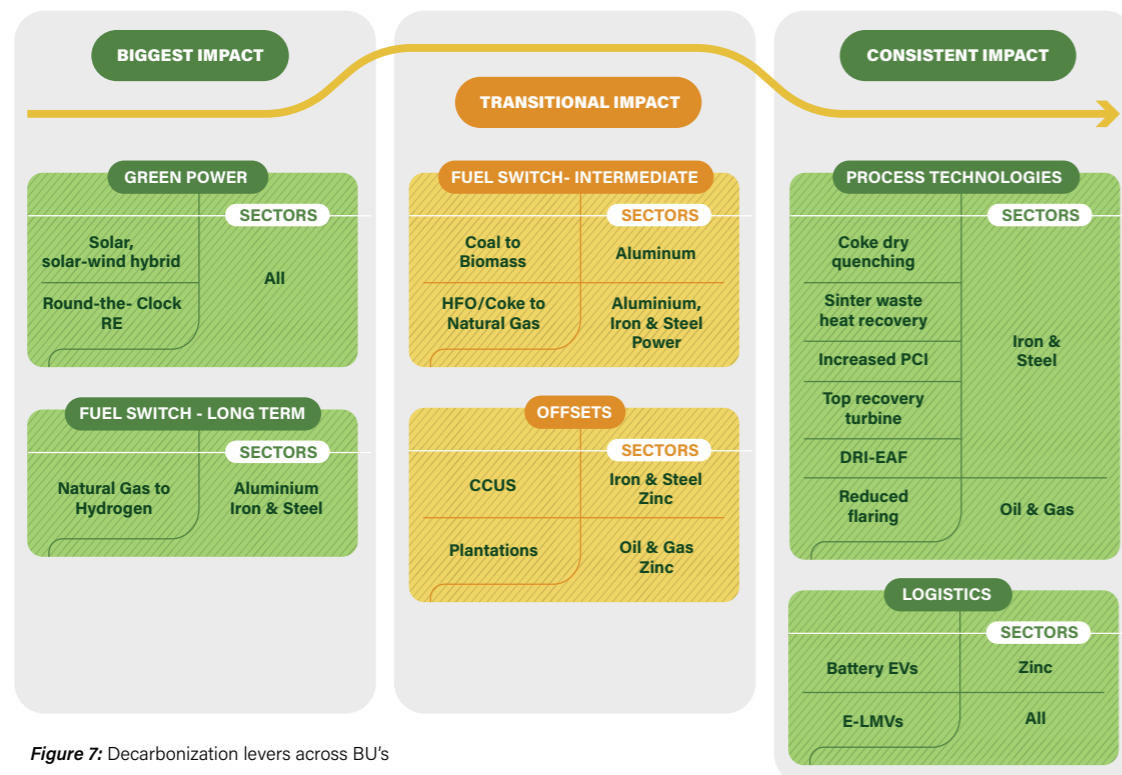 BIGGEST IMPACT
GREEN POWER
SECTORS
Solar,
solar-wind hybrid
Round-the- Clock
RE
All
FUEL SWITCH - LONG TERM
SECTORS
Natural Gas to
Hydrogen
Aluminium
Iron & Steel
TRANSITIONAL IMPACT
FUEL SWITCH- INTERMEDIATE
SECTORS
Coal to
Biomass
Aluminum
HFO/Coke to
Natural Gas
Aluminium,
Iron & Steel
Power
OFFSETS
SECTORS
CCUS
Iron & Steel
Zinc
Plantations
Oil & Gas
Zinc
CONSISTENT IMPACT
PROCESS TECHNOLOGIES
SECTORS
Coke dry
quenching
Sinter waste
heat recovery
Increased PCI
Top recovery
turbine
DRI-EAF
Iron &
Steel
Reduced
flaring
Oil & Gas
LOGISTICS
SECTORS
Battery EVs
Zinc
E-LMVs
All
Figure 7: Decarbonization levers across BU's